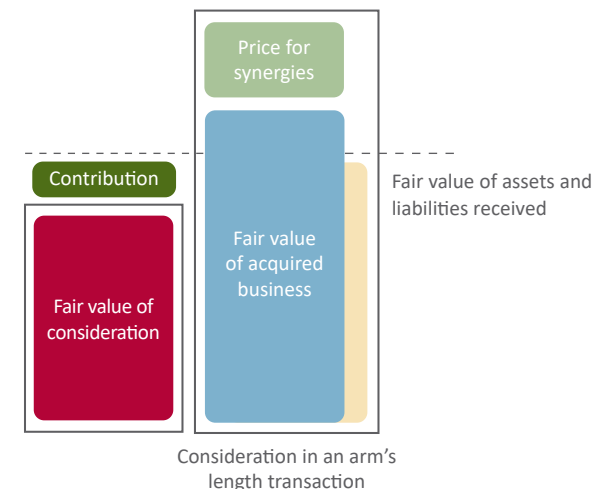 Price for
synergies
Contribution
Fair value of assets and
liabilities received
Fair value
of acquired
business
Fair value of
consideration
Consideration in an arm's
length transaction